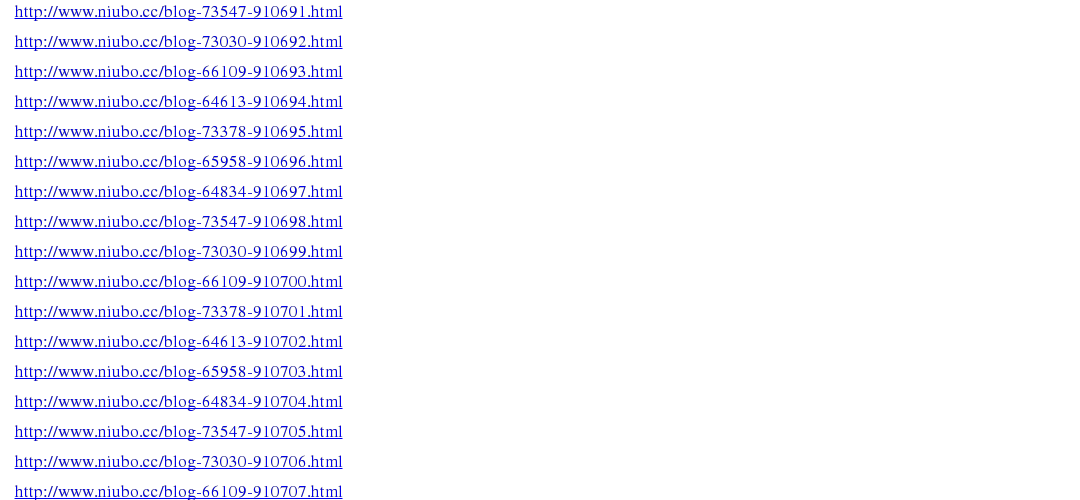 http://www.niubo.cc/blog-73547-910691.html
http://www.niubo.cc/blog-73030-910692.html
http://www.niubo.cc/blog-66109-910693.html
http://www.niubo.cc/blog-64613-910694.html
http://www.niubo.cc/blog-73378-910695.html
http://www.niubo.cc/blog-65958-910696.html
http://www.niubo.cc/blog-64834-910697.html
http://www.niubo.cc/blog-73547-910698.html
http://www.niubo.cc/blog-73030-910699.html
http://www.niubo.cc/blog-66109-910700.html
http://www.niubo.cc/blog-73378-910701.html
http://www.niubo.cc/blog-64613-910702.html
http://www.niubo.cc/blog-65958-910703.html
http://www.niubo.cc/blog-64834-910704.html
http://www.niubo.cc/blog-73547-910705.html
http://www.niubo.cc/blog-73030-910706.html
http://www.niubo.cc/blog-66109-910707.html